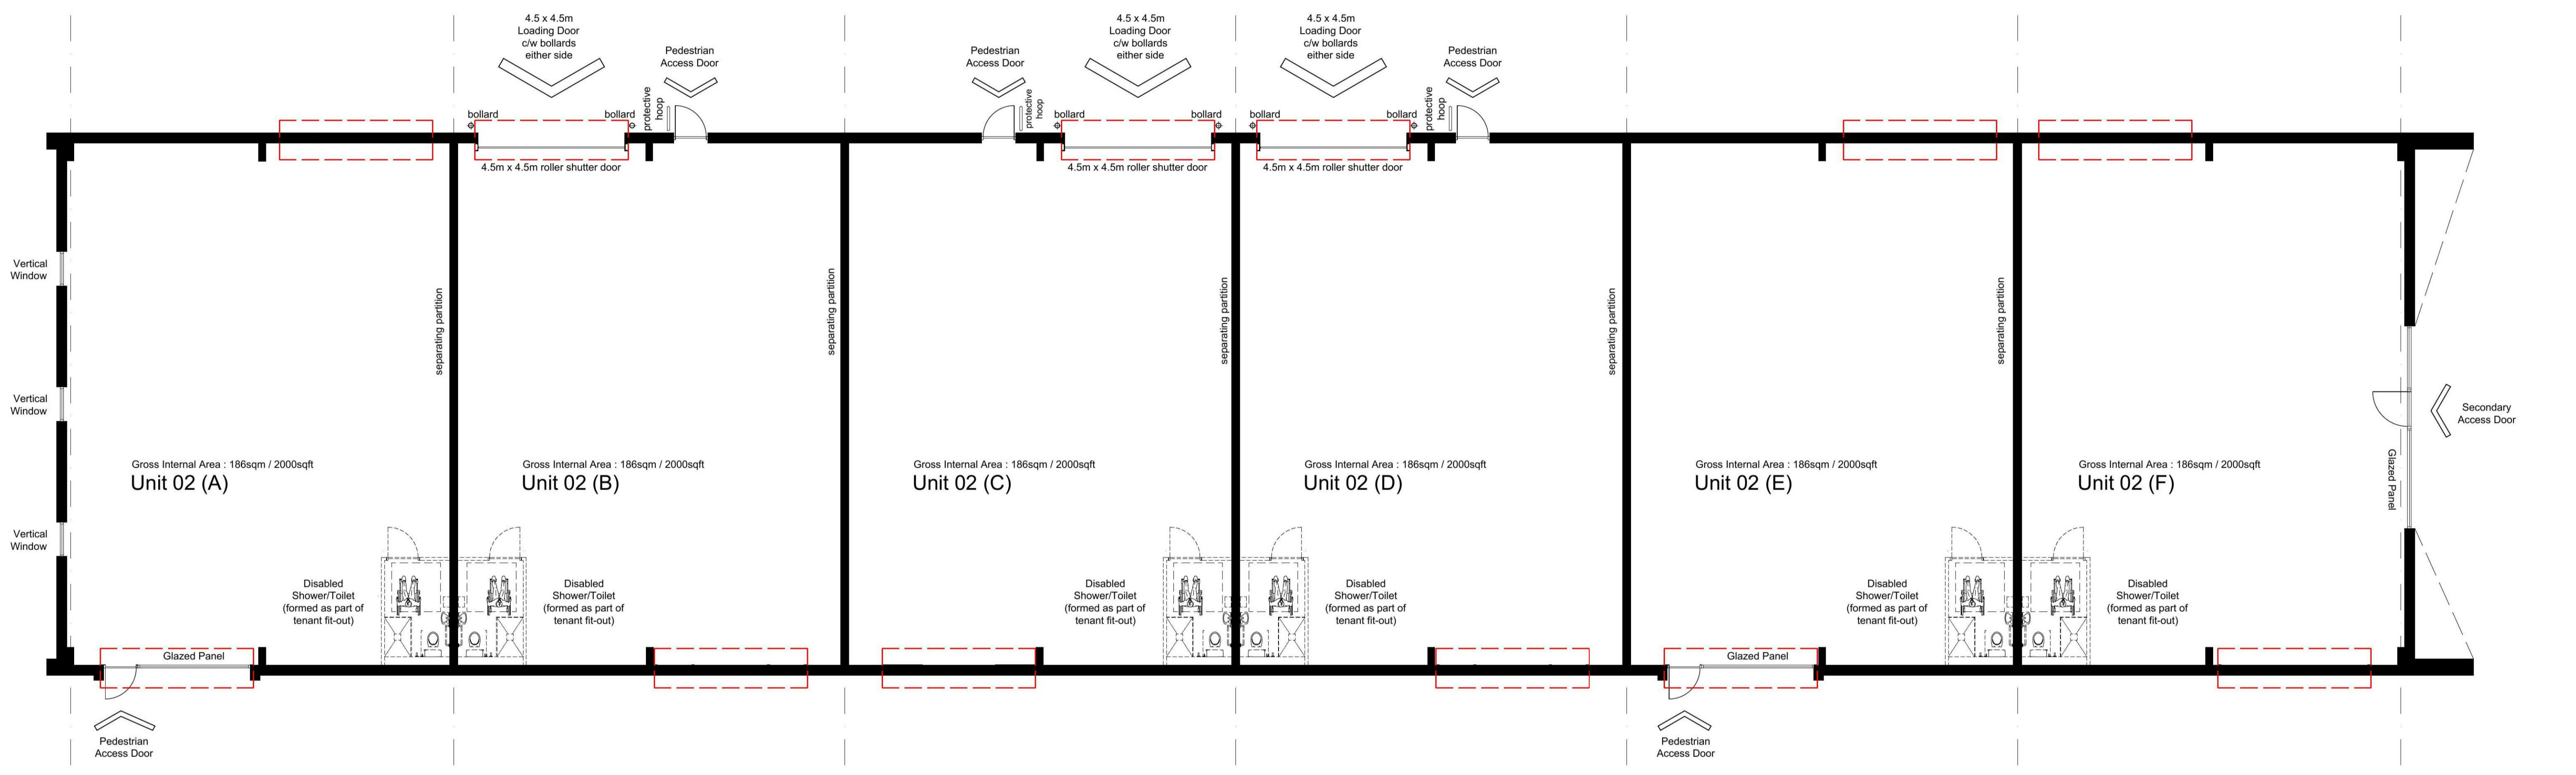 4.5 x 4.5m
Loading Door
c/w bollards
either side
Pedestrian
Access Door
Pedestrian
Access Door
4.5 x 4.5m
Loading Door
c/w bollards
either side
4.5 x 4.5m
Loading Door
c/w bollards
either side
Pedestrian
Access Door
bollard
bollard
protective
hoop
protective
hoop
bollard
bollard
bollard
bollard
protective
hoop
4.5m x 4.5m roller shutter door
4.5m x 4.5m roller shutter door
4.5m x 4.5m roller shutter door
Vertical
Window
Vertical
Window
Vertical
Window
separating partition
separating partition
separating partition
separating partition
separating partition
Secondary
Access Door
Glazed Panel
Gross Internal Area : 186sqm / 2000sqft
Unit 02 (A)
Gross Internal Area : 186sqm / 2000sqft
Unit 02 (B)
Gross Internal Area : 186sqm / 2000sqft
Unit 02 (C)
Gross Internal Area : 186sqm / 2000sqft
Unit 02 (D)
Gross Internal Area : 186sqm / 2000sqft
Unit 02 (E)
Gross Internal Area : 186sqm / 2000sqft
Unit 02 (F)
Disabled
Shower/Toilet
(formed as part of
tenant fit-out)
Disabled
Shower/Toilet
(formed as part of
tenant fit-out)
Disabled
Shower/Toilet
(formed as part of
tenant fit-out)
Disabled
Shower/Toilet
(formed as part of
tenant fit-out)
Disabled
Shower/Toilet
(formed as part of
tenant fit-out)
Disabled
Shower/Toilet
(formed as part of
tenant fit-out)
Glazed Panel
Glazed Panel
Pedestrian
Access Door
Pedestrian
Access Door